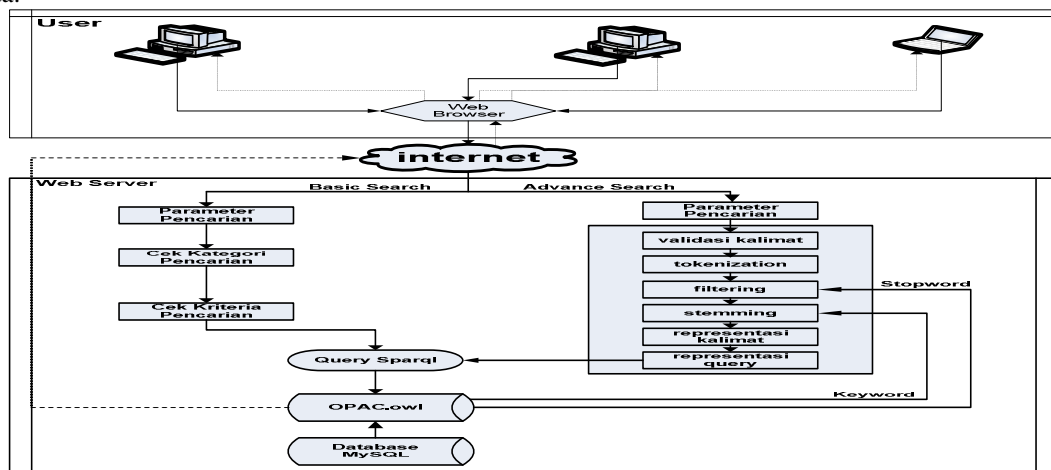 User
Web
Browser
internet
Web Server
Basic Search
Advance Search
Parameter
Pencarian
Cek Kategori
Pencarian
Cek Kriteria
Pencarian
Parameter
Pencarian
validasi kalimat
tokenization
filtering
Stopword
stemming
representasi
kalimat
representasi
query
Query Sparql
Keyword
OPAC.owl
Database
MySQL